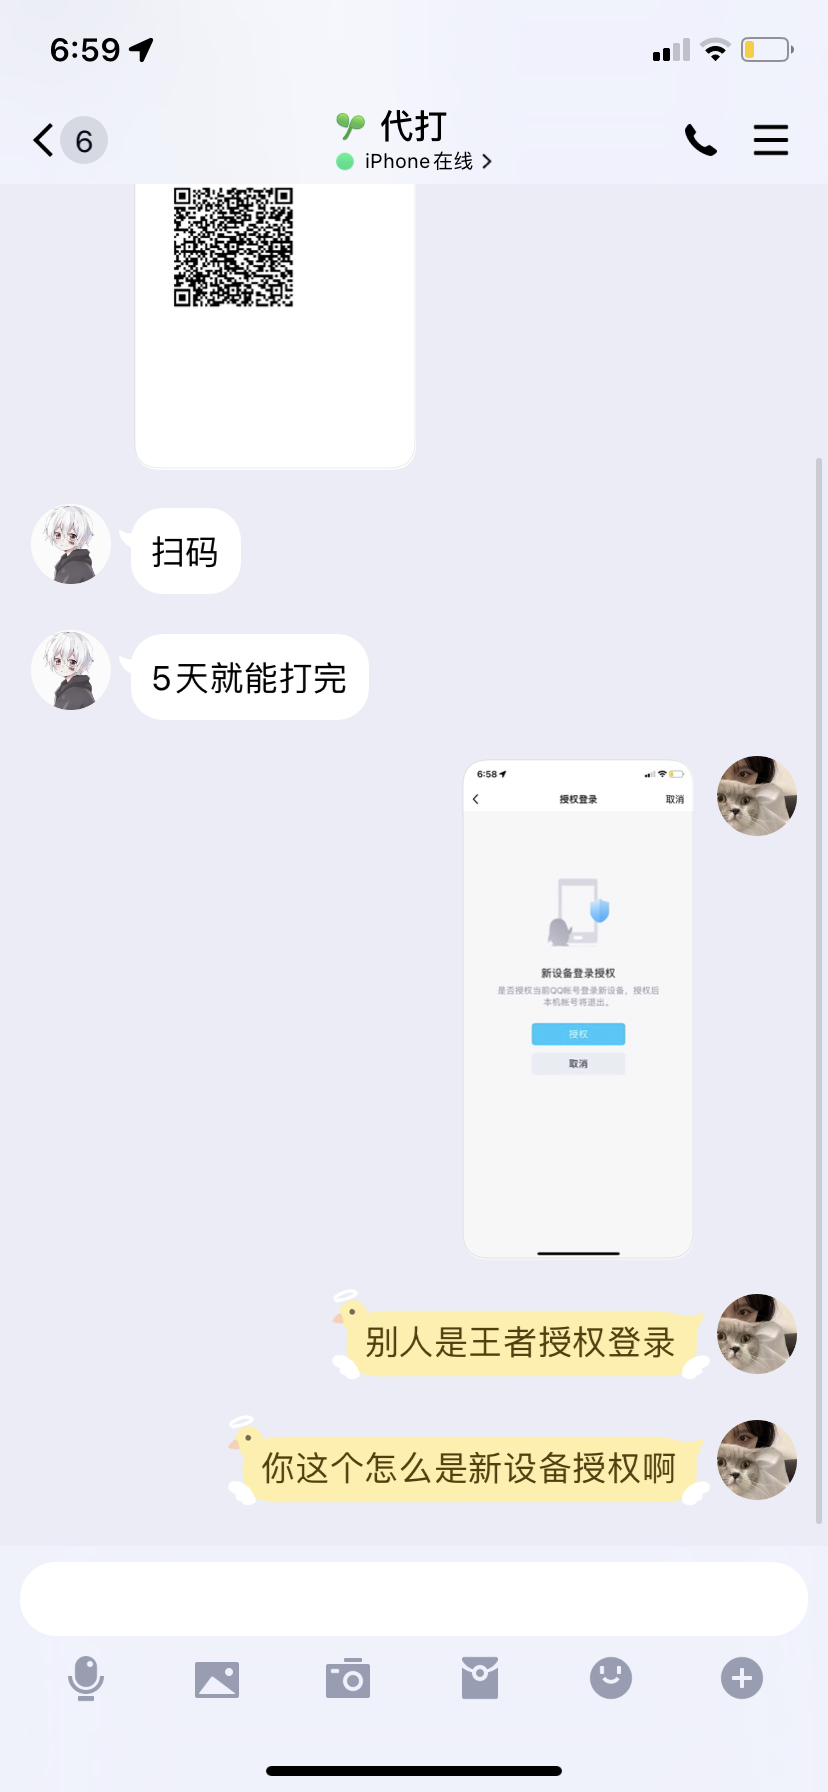 6:59
6
代打
iPhone在线
扫码
5天就能打完
6:58
授权登录
取消
新设备登录授权
是否授权当前QQ帐号登录新设备，授权后
本机帐号将退出。
授权
取消
别人是王者授权登录
你这个怎么是新设备授权啊